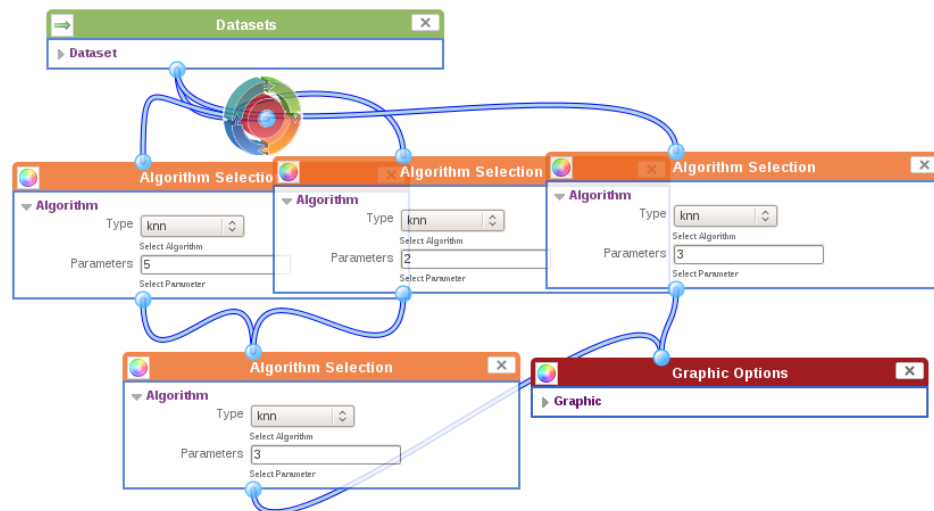 Datasets
Dataset
Algorithm Selectio
Algorithm
Type knn
Select Algorithm
Parameters 5
Select Parameter
Algorithm Selection
Algorithm
Type knn
Select Algorithm
Parameters 2
Select Parameter
Algorithm Selection
Algorithm
Type knn
Select Algorithm
Parameters 3
Select Parameter
Algorithm Selection
Algorithm
Type knn
Select Algorithm
Parameters 3
Select Parameter
Graphic Options
Graphic